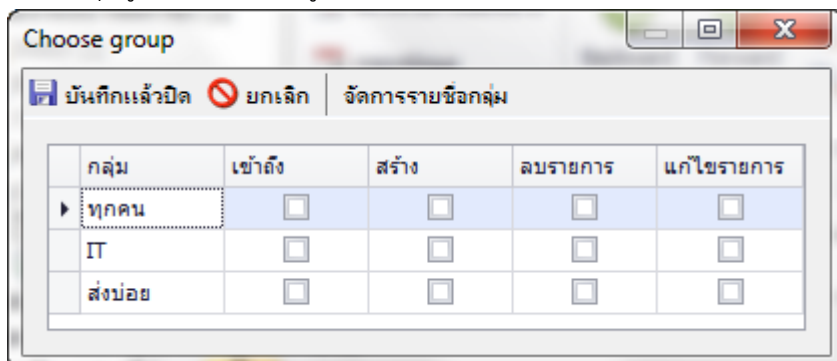 Choose group
บันทึกแล้วปิด ยกเลิก จัดการรายชื่อกลุ่ม
กลุ่ม เข้าถึง สร้าง ลบรายการ แก้ไขรายการ
ทุกคน
IT
ส่งบ่อย